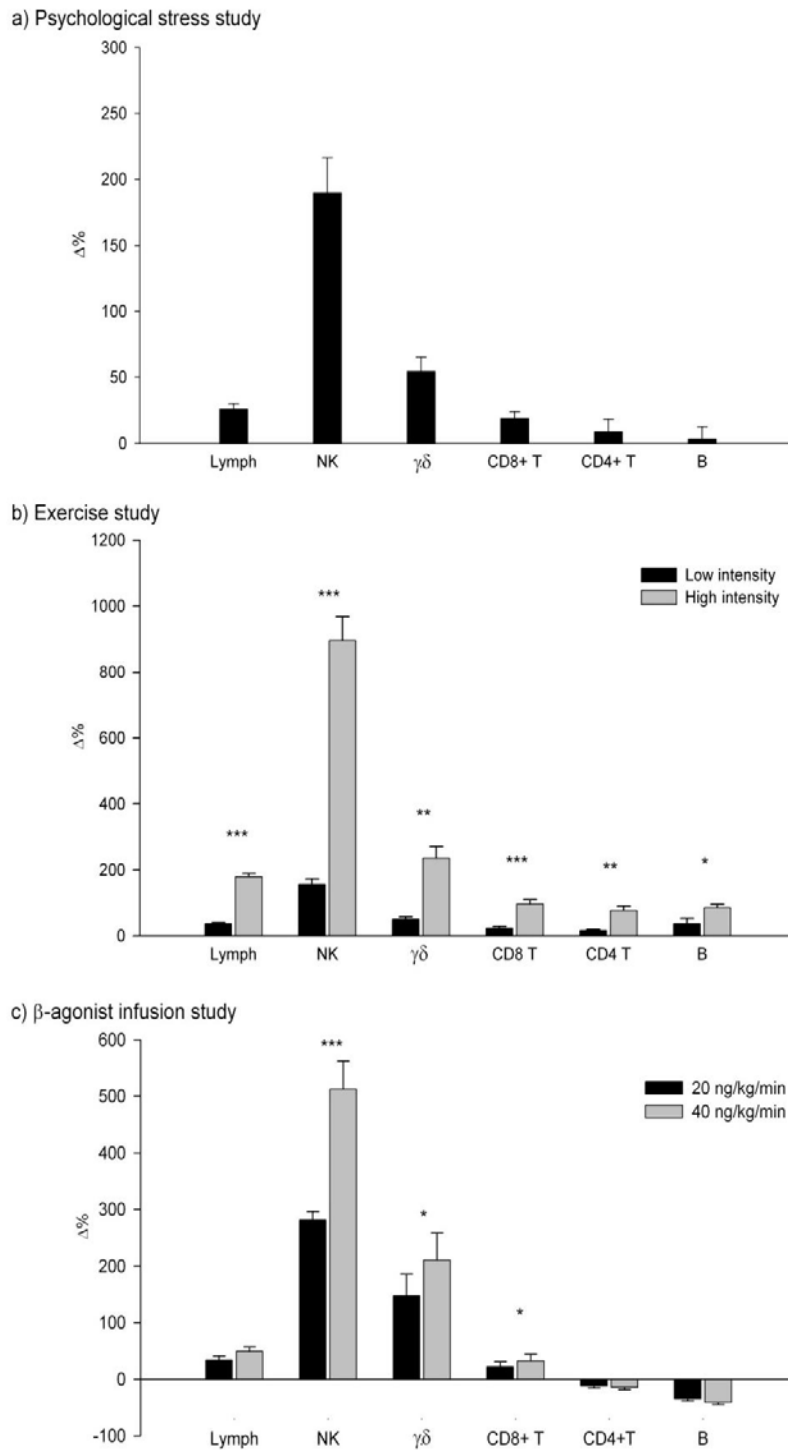 a) Psychological stress study
300
250
200
150
100
50
0
Δ%
Lymph NK γδ CD8+ T CD4+ T B
b) Exercise study
1200
1000
800
600
400
200
0
Δ%
Low intensity
High intensity
***
***
**
***
**
*
Lymph NK γδ CD8 T CD4 T B
c) β-agonist infusion study
600
500
400
300
200
100
0
-100
Δ%
20 ng/kg/min
40 ng/kg/min
***
*
*
Lymph NK γδ CD8+ T CD4+T B